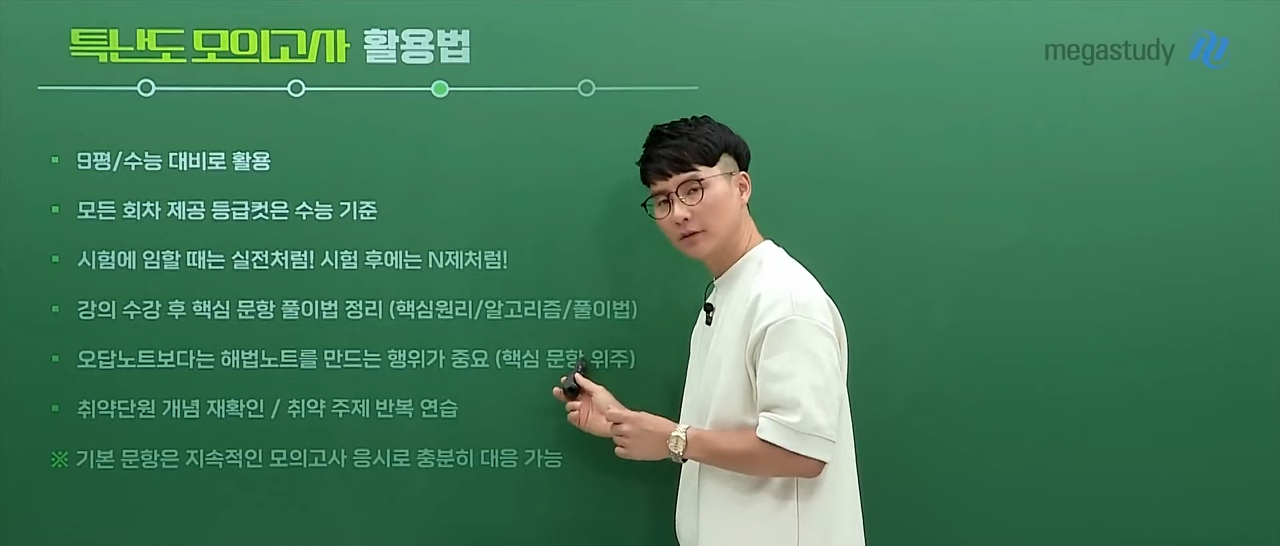 특난도 모의고사 활용법
megastudy
9평/수능 대비로 활용
모든 회차 제공 등급컷은 수능 기준
시험에 임할 때는 실전처럼! 시험 후에는 N제처럼!
강의 수강 후 핵심 문항 풀이법 정리 (핵심원리/알고리즘/풀이법)
오답노트보다는 해법노트를 만드는 행위가 중요 (핵심 문항 위주)
취약단원 개념 재확인 / 취약 주제 반복 연습
※ 기본 문항은 지속적인 모의고사 응시로 충분히 대응 가능